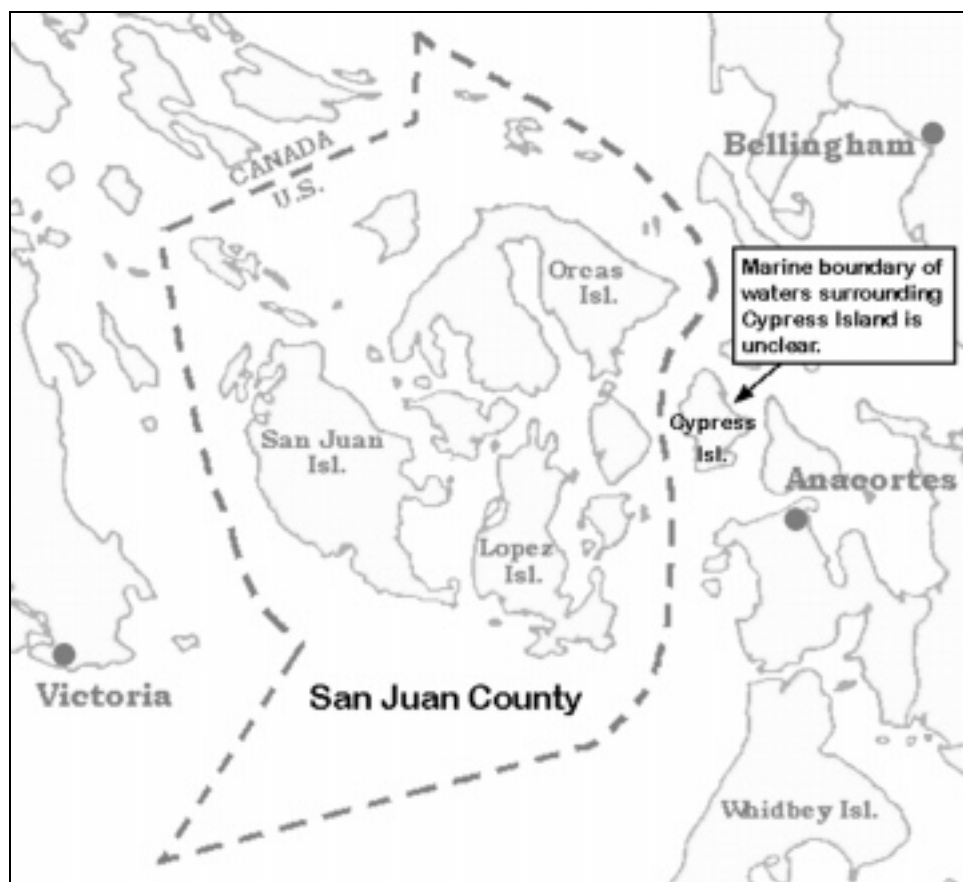 CANADA
U.S.
Bellingham
Orcas
Isl.
Marine boundary of
waters surrounding
Cypress Island is
unclear.
San Juan
Isl.
Cypress
Isl.
Anacortes
Lopez
Isl.
Victoria
San Juan County
Whidbey Isl.